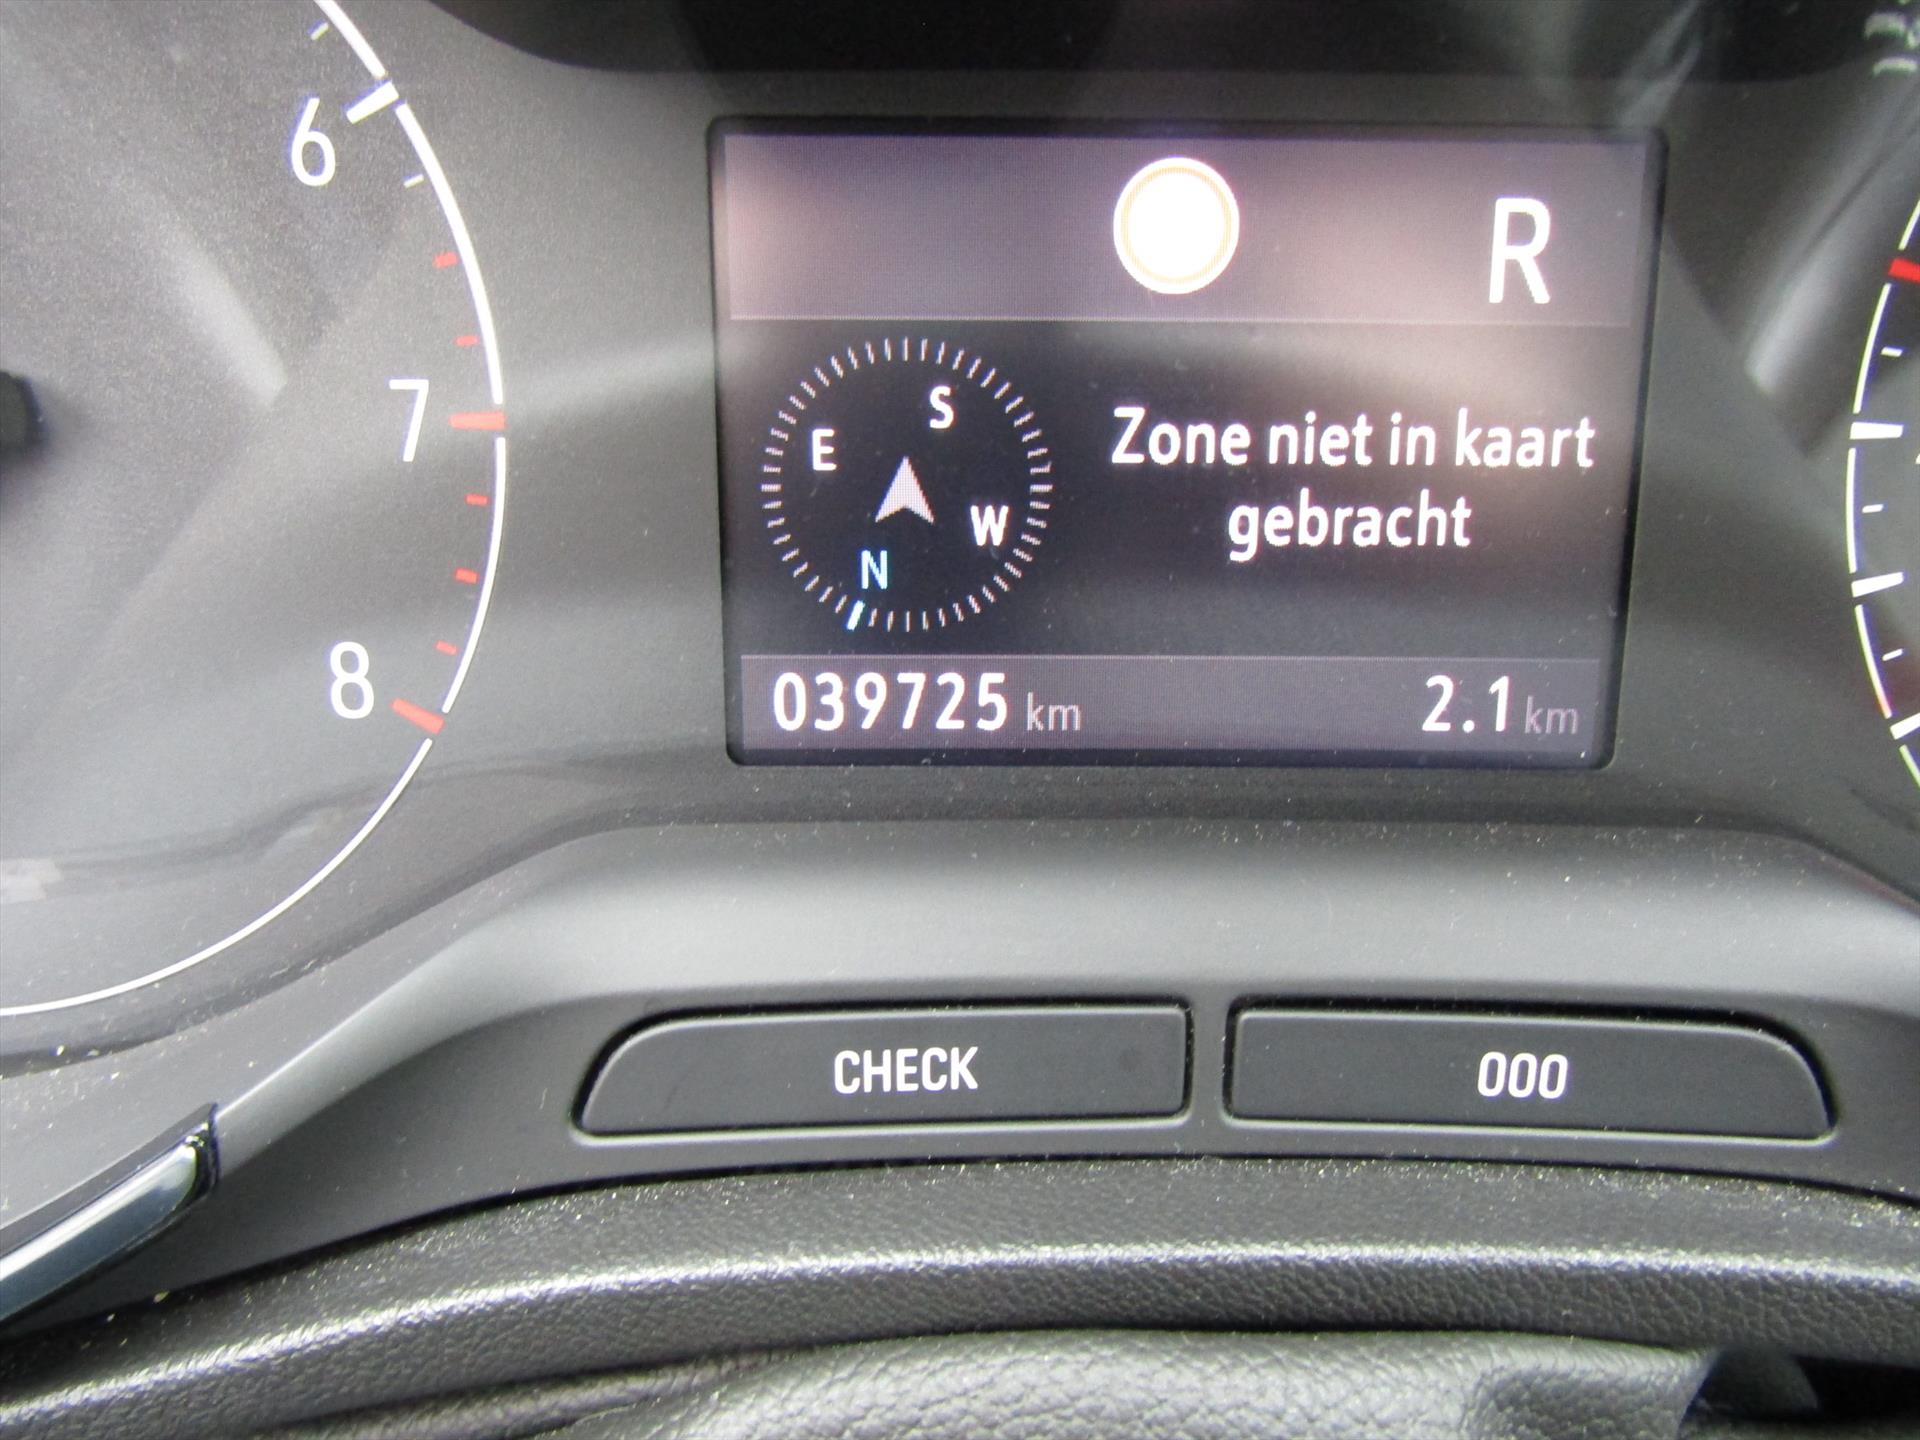 6
7
8
R
S
E
W
N
Zone niet in kaart
gebracht
039725 km
2.1 km
CHECK
000